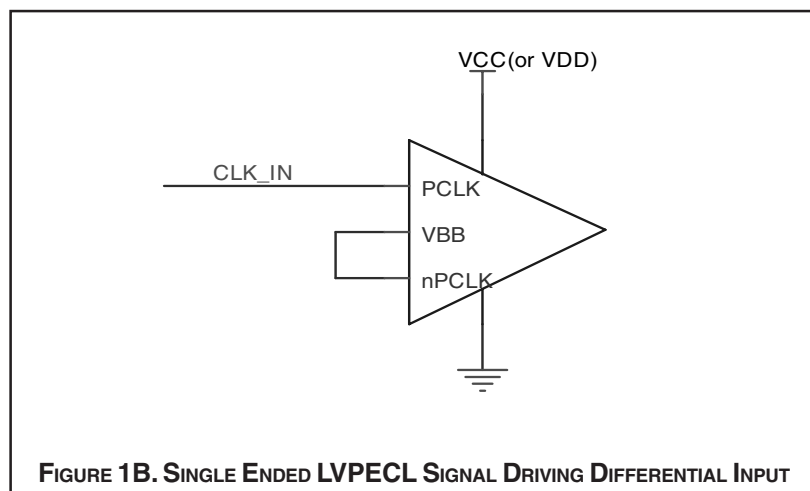 VCC(or VDD)
CLK_IN
PCLK
VBB
nPCLK
FIGURE 1B. SINGLE ENDED LVPECL SIGNAL DRIVING DIFFERENTIAL INPUT